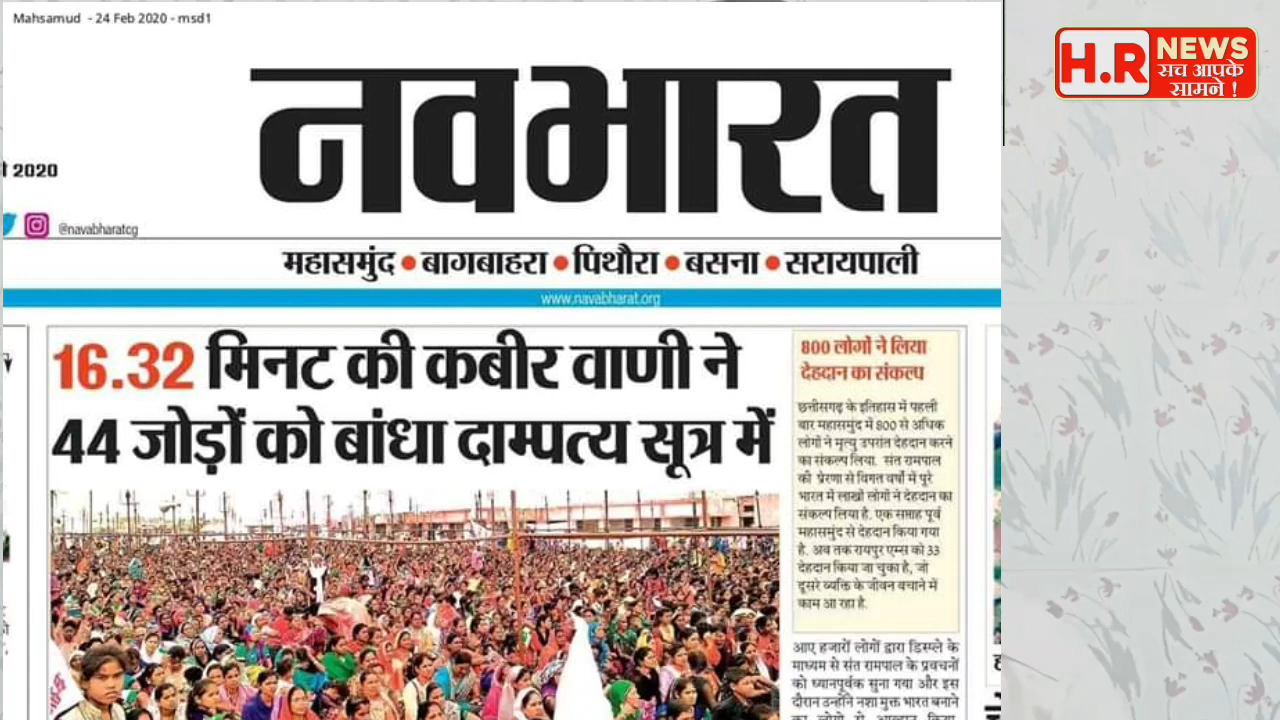 Mahsamud - 24 Feb 2020 - msd1
H.R NEWS
सच आपके
सामने !
नवभारत
2020
@navabharatcg
महासमुंद • बागबाहरा • पिथौरा • बसना • सरायपाली
www.navabharat.org
16.32 मिनट की कबीर वाणी ने
44 जोड़ों को बांधा दाम्पत्य सूत्र में
800 लोगों ने लिया
देहदान का संकल्प
छत्तीसगढ़ के इतिहास में पहली
बार महासमुंद में 800 से अधिक
लोगों ने मृत्यु उपरांत देहदान करने
का संकल्प लिया. संत रामपाल
की प्रेरणा से विगत वर्षों में पुरे
भारत में लाखों लोगों ने देहदान का
संकल्प लिया है. एक सप्ताह पूर्व
महासमुंद से देहदान किया गया
है. अब तक रायपुर एम्स को 33
देहदान किया जा चुका है, जो
दूसरे व्यक्ति के जीवन बचाने में
काम आ रहा है.
आए हजारों लोगों द्वारा डिस्प्ले के
माध्यम से संत रामपाल के प्रवचनों
को ध्यानपूर्वक सुना गया और इस
दौरान उन्होंने नशा मुक्त भारत बनाने